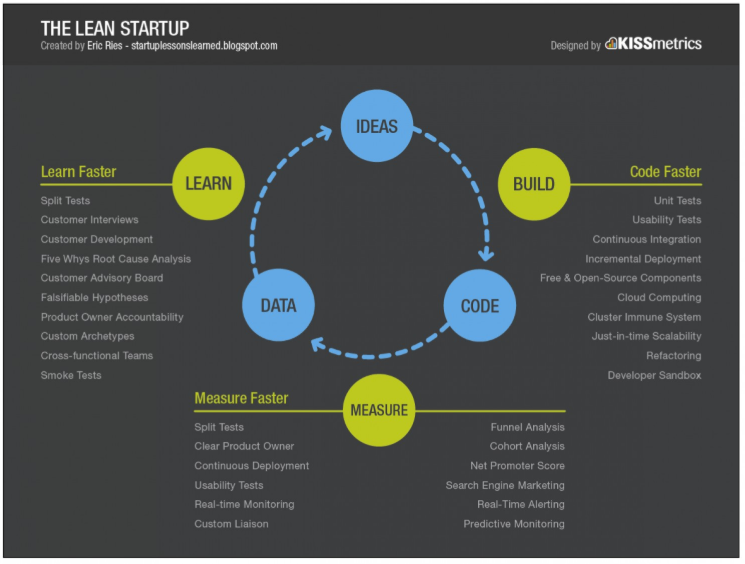 THE LEAN STARTUP
Created by Eric Ries - startuplessonslearned.blogspot.com
Designed by KISSmetrics
IDEAS
Learn Faster
LEARN
Split Tests
Customer Interviews
Customer Development
Five Whys Root Cause Analysis
Customer Advisory Board
Falsifiable Hypotheses
Product Owner Accountability
Custom Archetypes
Cross-functional Teams
Smoke Tests
BUILD
Code Faster
Unit Tests
Usability Tests
Continuous Integration
Incremental Deployment
Free & Open-Source Components
Cloud Computing
Cluster Immune System
Just-in-time Scalability
Refactoring
Developer Sandbox
DATA
CODE
Measure Faster
MEASURE
Split Tests
Clear Product Owner
Continuous Deployment
Usability Tests
Real-time Monitoring
Custom Liaison
Funnel Analysis
Cohort Analysis
Net Promoter Score
Search Engine Marketing
Real-Time Alerting
Predictive Monitoring